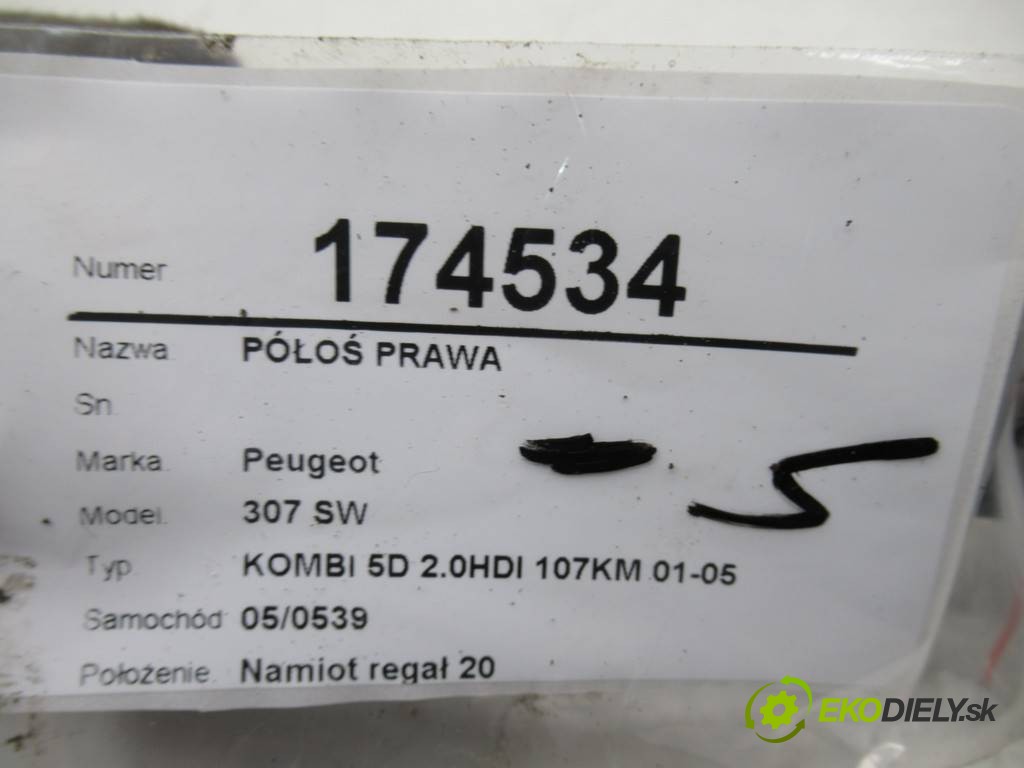 Numer 174534
Nazwa PÓŁOŚ PRAWA
Sn.
Marka. Peugeot
Model. 307 SW
Typ KOMBI 5D 2.0HDI 107KM 01-05
Samochód 05/0539
Położenie. Namiot regał 20
EKODIELY.sk